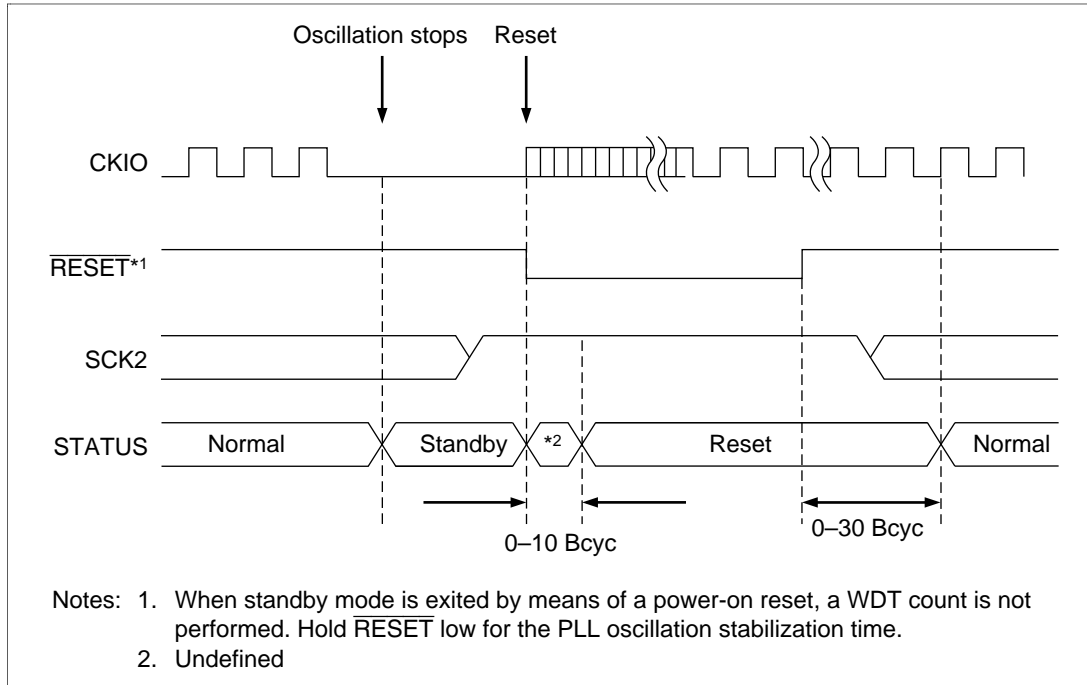 Oscillation stops Reset
CKIO
RESET*1
SCK2
STATUS Normal Standby *2 Reset Normal
0–10 Bcyc 0–30 Bcyc
Notes: 1. When standby mode is exited by means of a power-on reset, a WDT count is not
performed. Hold RESET low for the PLL oscillation stabilization time.
2. Undefined